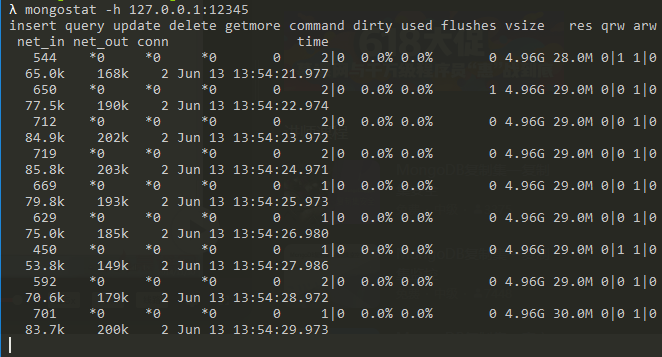 λ mongostat -h 127.0.0.1:12345
insert query update delete getmore command dirty used flushes vsize   res qrw arw
 net_in net_out conn                time
   544    *0     *0     *0       0     2|0  0.0% 0.0%       0 4.96G 28.0M 0|1 1|0
  65.0k    168k    2 Jun 13 13:54:21.977
   650    *0     *0     *0       0     2|0  0.0% 0.0%       1 4.96G 29.0M 0|0 1|0
  77.5k    190k    2 Jun 13 13:54:22.974
   712    *0     *0     *0       0     2|0  0.0% 0.0%       0 4.96G 29.0M 0|0 1|0
  84.9k    202k    2 Jun 13 13:54:23.972
   719    *0     *0     *0       0     2|0  0.0% 0.0%       0 4.96G 29.0M 0|0 1|0
  85.8k    203k    2 Jun 13 13:54:24.971
   669    *0     *0     *0       0     1|0  0.0% 0.0%       0 4.96G 29.0M 0|0 1|0
  79.8k    193k    2 Jun 13 13:54:25.973
   629    *0     *0     *0       0     1|0  0.0% 0.0%       0 4.96G 29.0M 0|0 1|0
  75.0k    185k    2 Jun 13 13:54:26.980
   450    *0     *0     *0       0     1|0  0.0% 0.0%       0 4.96G 29.0M 0|1 1|0
  53.8k    149k    2 Jun 13 13:54:27.986
   592    *0     *0     *0       0     2|0  0.0% 0.0%       0 4.96G 29.0M 0|0 1|0
  70.6k    179k    2 Jun 13 13:54:28.972
   701    *0     *0     *0       0     1|0  0.0% 0.0%       0 4.96G 30.0M 0|0 1|0
  83.7k    200k    2 Jun 13 13:54:29.973